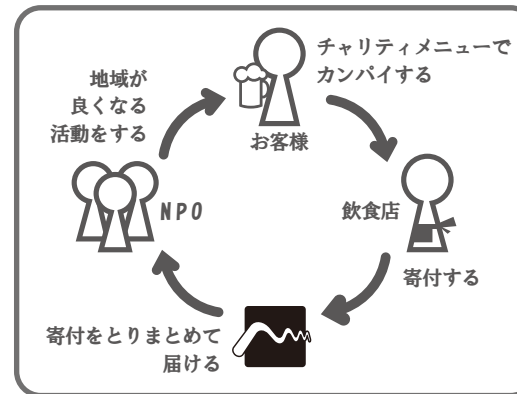 チャリティメニューで
カンパイする
お客様
飲食店
寄付する
寄付をとりまとめて
届ける
NPO
地域が
良くなる
活動をする